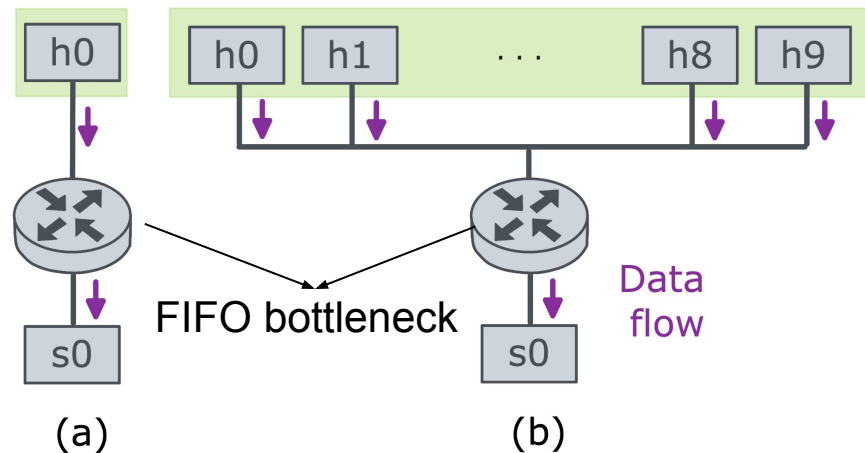 h0
h0
h1
. . .
h8
h9
FIFO bottleneck
Data
flow
s0
s0
(a)
(b)